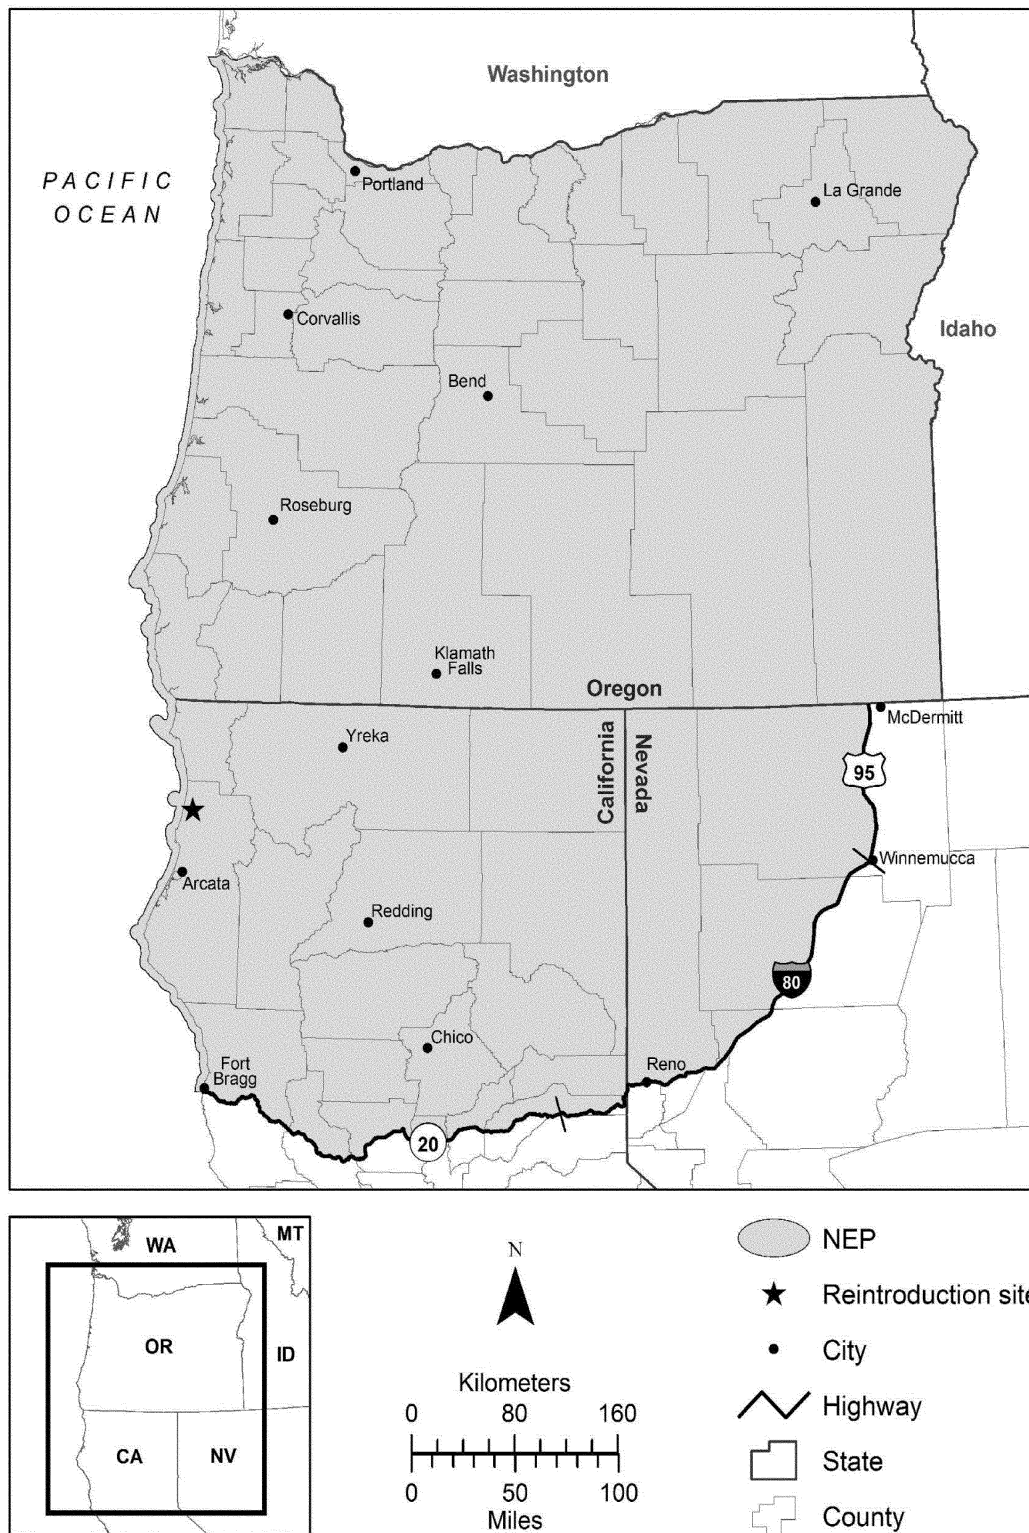 Washington
PACIFIC
OCEAN
Portland
La Grande
Corvallis
Idaho
Bend
Roseburg
Klamath
Falls
Oregon
McDermitt
Yreka
California
Nevada
95
Winnemucca
Arcata
Redding
80
Chico
Reno
Fort
Bragg
20
WA
MT
OR
ID
CA
NV
N
Kilometers
0 80 160
0 50 100
Miles
NEP
Reintroduction site
City
Highway
State
County